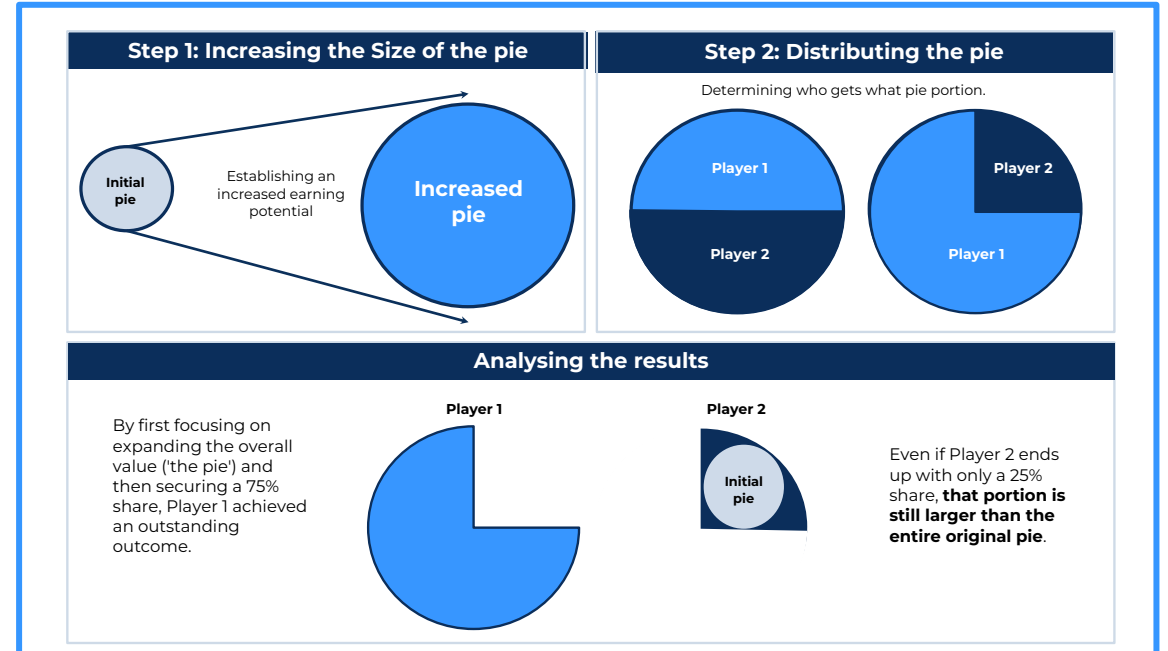 Step 1: Increasing the Size of the pie
Initial
pie
Establishing an
increased earning
potential
Increased
pie
Step 2: Distributing the pie
Determining who gets what pie portion.
Player 1
Player 2
Player 2
Player 1
Analysing the results
By first focusing on
expanding the overall
value ('the pie') and
then securing a 75%
share, Player 1 achieved
an outstanding
outcome.
Player 1
Player 2
Initial
pie
Even if Player 2 ends
up with only a 25%
share, that portion is
still larger than the
entire original pie.